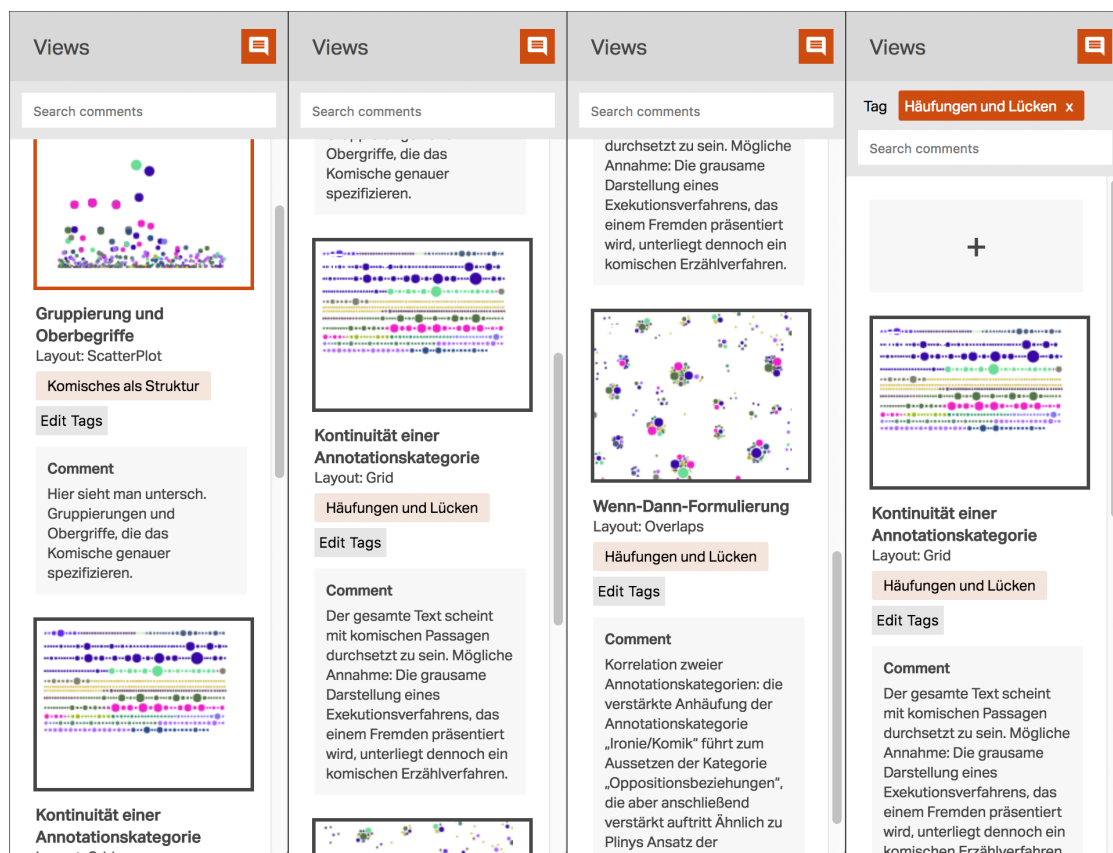 Views
Search comments
Gruppierung und
Oberbegriffe
Layout: ScatterPlot
Komisches als Struktur
Edit Tags
Comment
Hier sieht man untersch.
Gruppierungen und
Obergriffe, die das
Komische genauer
spezifizieren.
Kontinuität einer
Annotationskategorie
Views
Search comments
Obergriffe, die das
Komische genauer
spezifizieren.
Kontinuität einer
Annotationskategorie
Layout: Grid
Häufungen und Lücken
Edit Tags
Comment
Der gesamte Text scheint
mit komischen Passagen
durchsetzt zu sein. Mögliche
Annahme: Die grausame
Darstellung eines
Exekutionsverfahrens, das
einem Fremden präsentiert
wird, unterliegt dennoch ein
komischen Erzählverfahren.
Views
Search comments
durchsetzt zu sein. Mögliche
Annahme: Die grausame
Darstellung eines
Exekutionsverfahrens, das
einem Fremden präsentiert
wird, unterliegt dennoch ein
komischen Erzählverfahren.
Wenn-Dann-Formulierung
Layout: Overlaps
Häufungen und Lücken
Edit Tags
Comment
Korrelation zweier
Annotationskategorien: die
verstärkte Anhäufung der
Annotationskategorie
„Ironie/Komik“ führt zum
Aussetzen der Kategorie
„Oppositionsbeziehungen“,
die aber anschließend
verstärkt auftritt Ähnlich zu
Plinys Ansatz der
Views
Tag Häufungen und Lücken x
Search comments
+
Kontinuität einer
Annotationskategorie
Layout: Grid
Häufungen und Lücken
Edit Tags
Comment
Der gesamte Text scheint
mit komischen Passagen
durchsetzt zu sein. Mögliche
Annahme: Die grausame
Darstellung eines
Exekutionsverfahrens, das
einem Fremden präsentiert
wird, unterliegt dennoch ein
komischen Erzählverfahren.